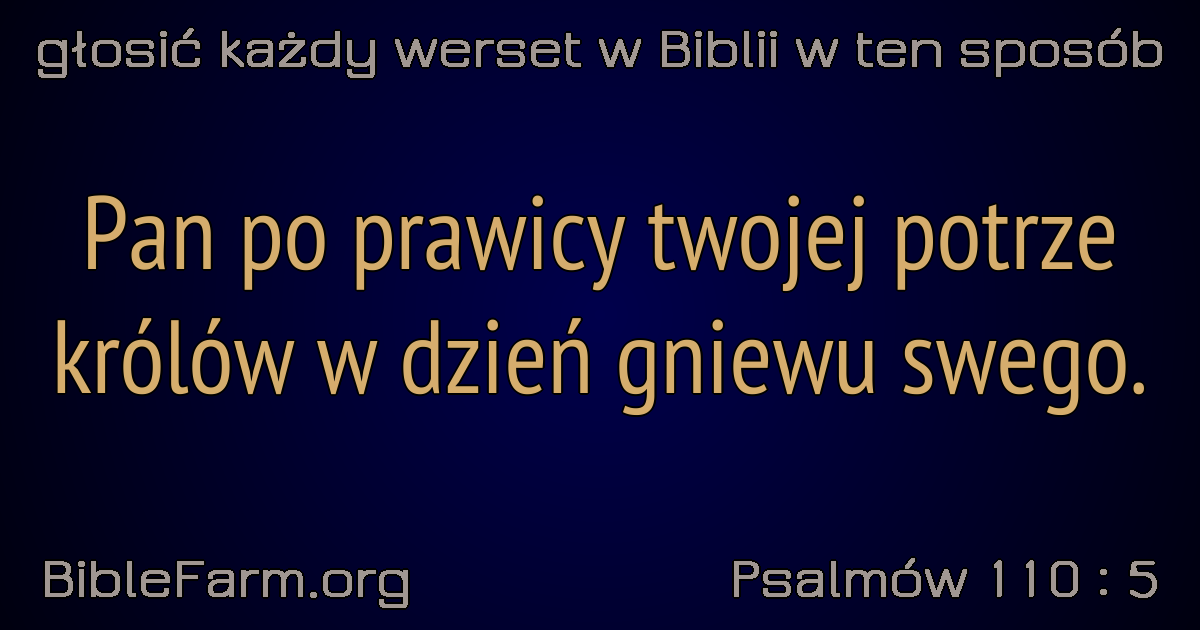 głosić każdy werset w Biblii w ten sposób
Pan po prawicy twojej potrze
królów w dzień gniewu swego.
BibleFarm.org
Psalmów 110 : 5